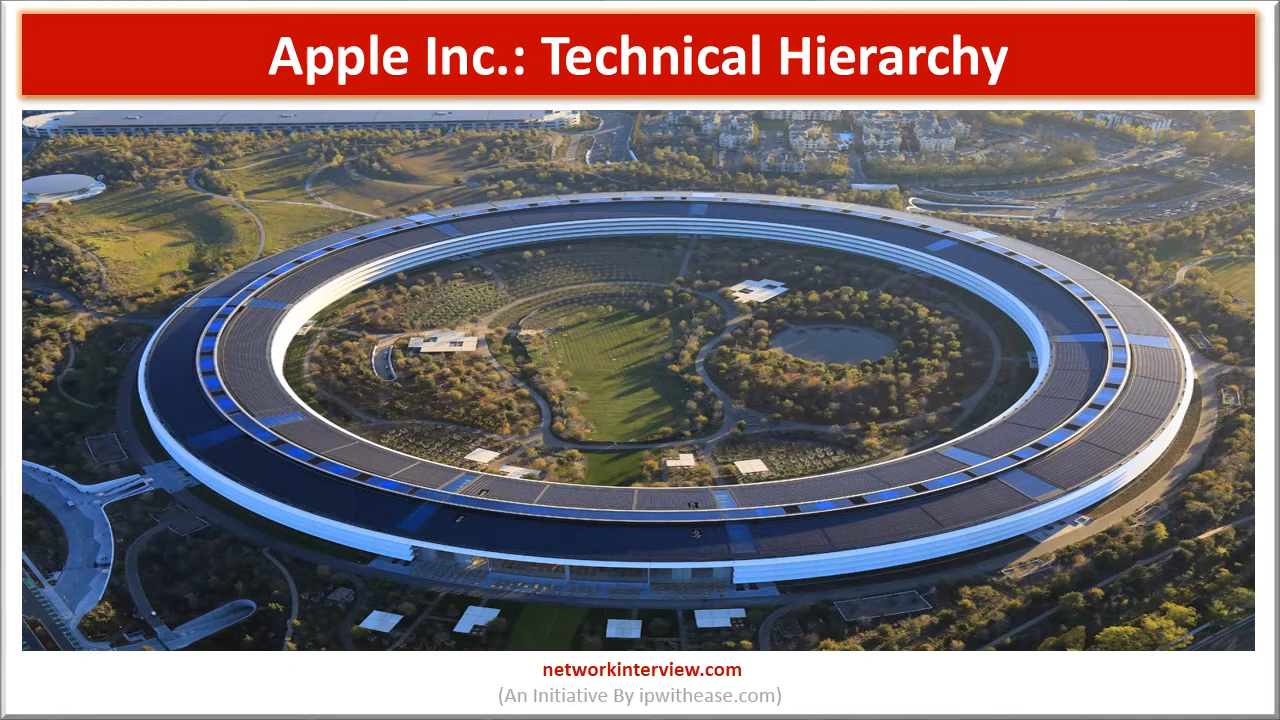 Apple Inc.: Technical Hierarchy
networkinterview.com
(An Initiative By ipwithease.com)